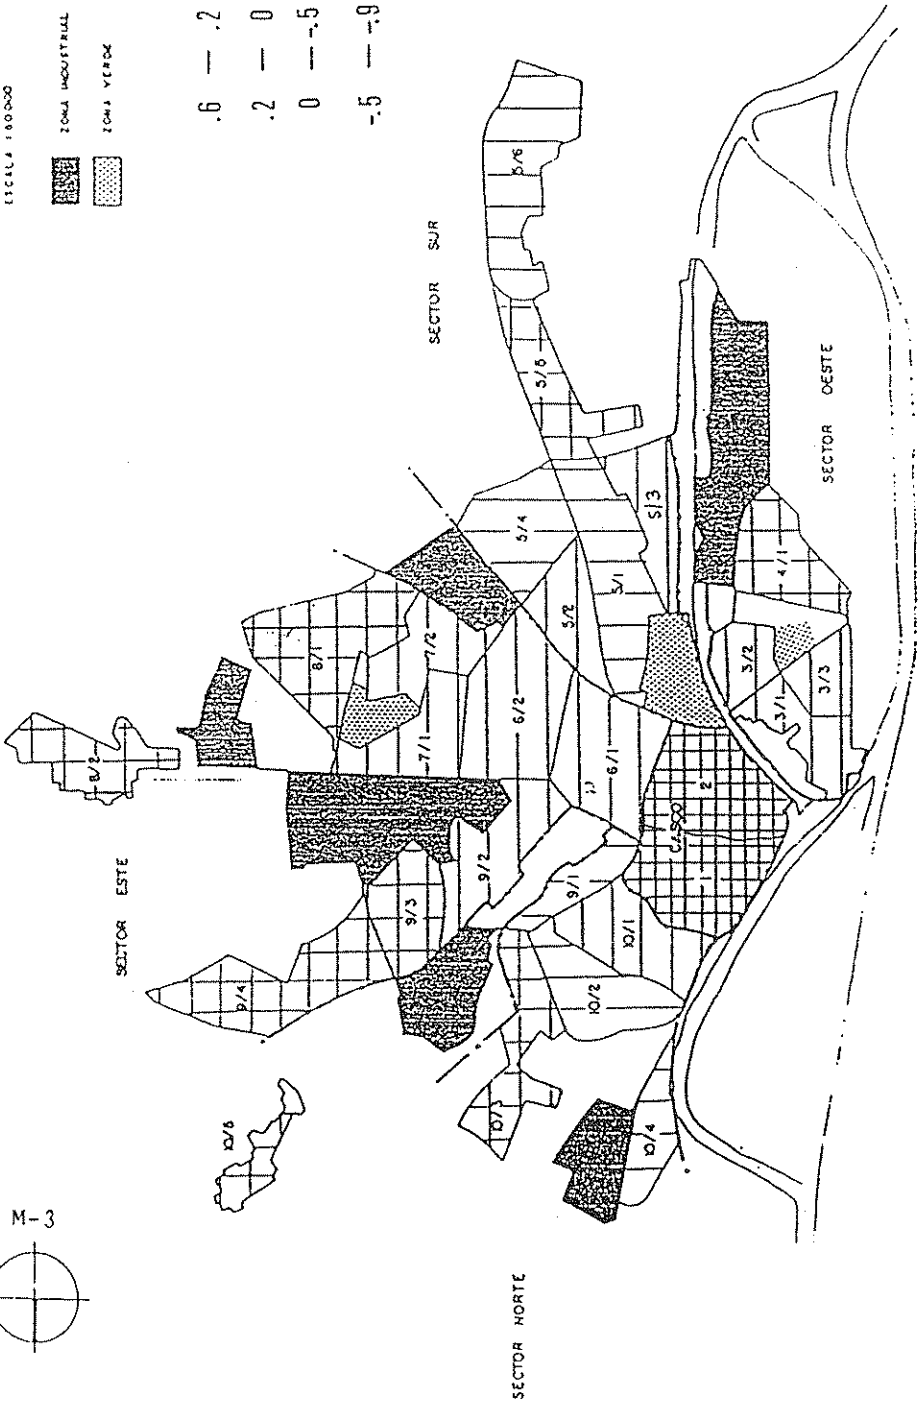 ESCALA 1:60000
ZONA INDUSTRIAL
ZONA VERDE
.6 — .2
.2 — 0
0 — -.5
-.5 — -.9
M-3
SECTOR NORTE
SECTOR ESTE
SECTOR SUR
SECTOR OESTE
CASCO
1
2
3/1
3/2
3/3
4/1
5/1
5/2
5/3
5/4
5/5
5/6
6/1
6/2
7/1
7/2
8/1
8/2
9/1
9/2
9/3
9/4
10/1
10/2
10/3
10/4